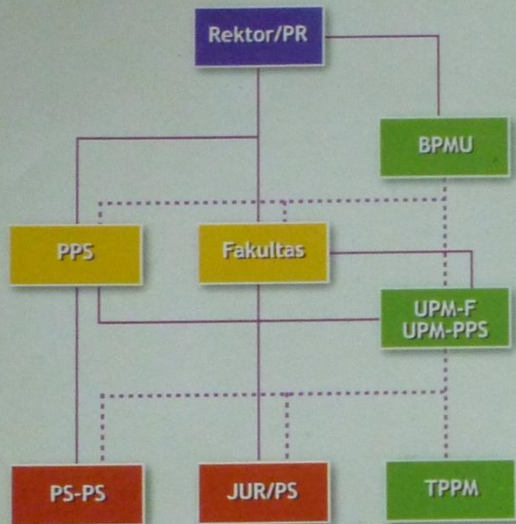 Rektor/PR
BPMU
PPS
Fakultas
UPM-F
UPM-PPS
PS-PS
JUR/PS
TPPM